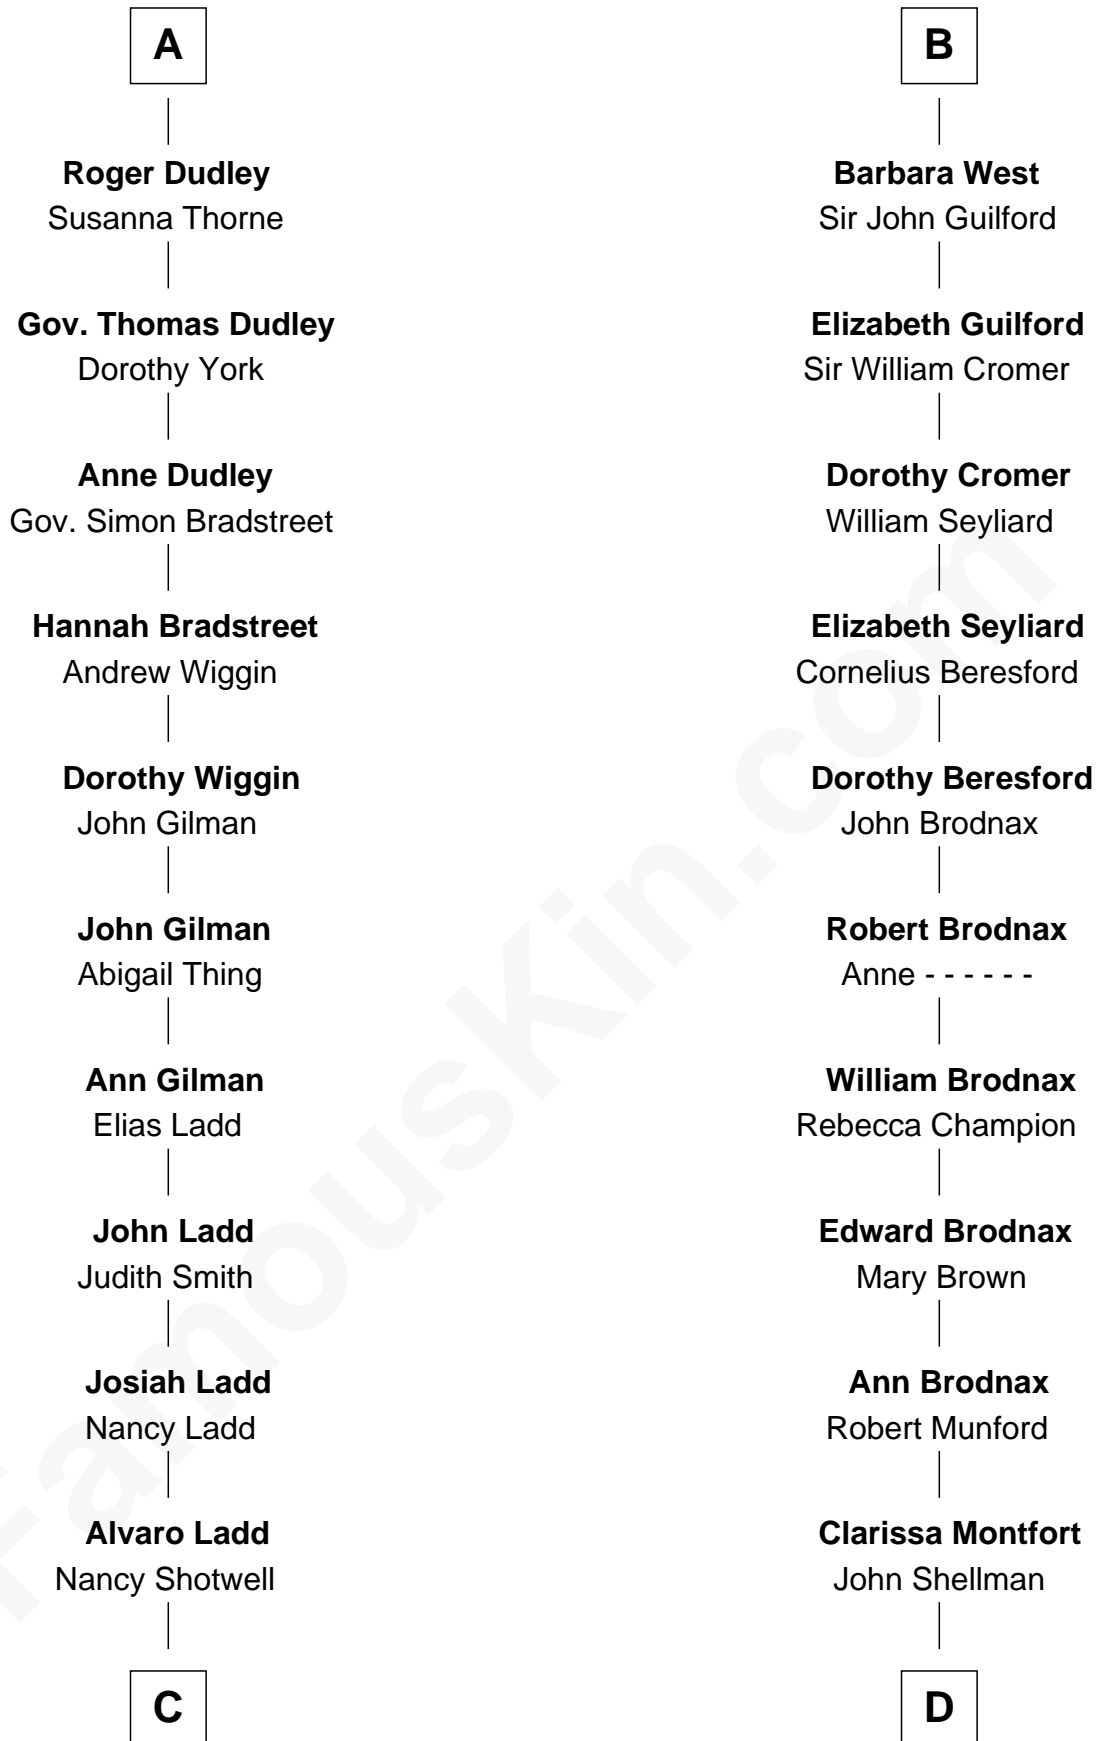 A
Roger Dudley
Susanna Thorne
Gov. Thomas Dudley
Dorothy York
Anne Dudley
Gov. Simon Bradstreet
Hannah Bradstreet
Andrew Wiggin
Dorothy Wiggin
John Gilman
John Gilman
Abigail Thing
Ann Gilman
Elias Ladd
John Ladd
Judith Smith
Josiah Ladd
Nancy Ladd
Alvaro Ladd
Nancy Shotwell
C
B
Barbara West
Sir John Guilford
Elizabeth Guilford
Sir William Cromer
Dorothy Cromer
William Seyliard
Elizabeth Seyliard
Cornelius Beresford
Dorothy Beresford
John Brodnax
Robert Brodnax
Anne - - - - - -
William Brodnax
Rebecca Champion
Edward Brodnax
Mary Brown
Ann Brodnax
Robert Munford
Clarissa Montfort
John Shellman
D
FamousKin.com